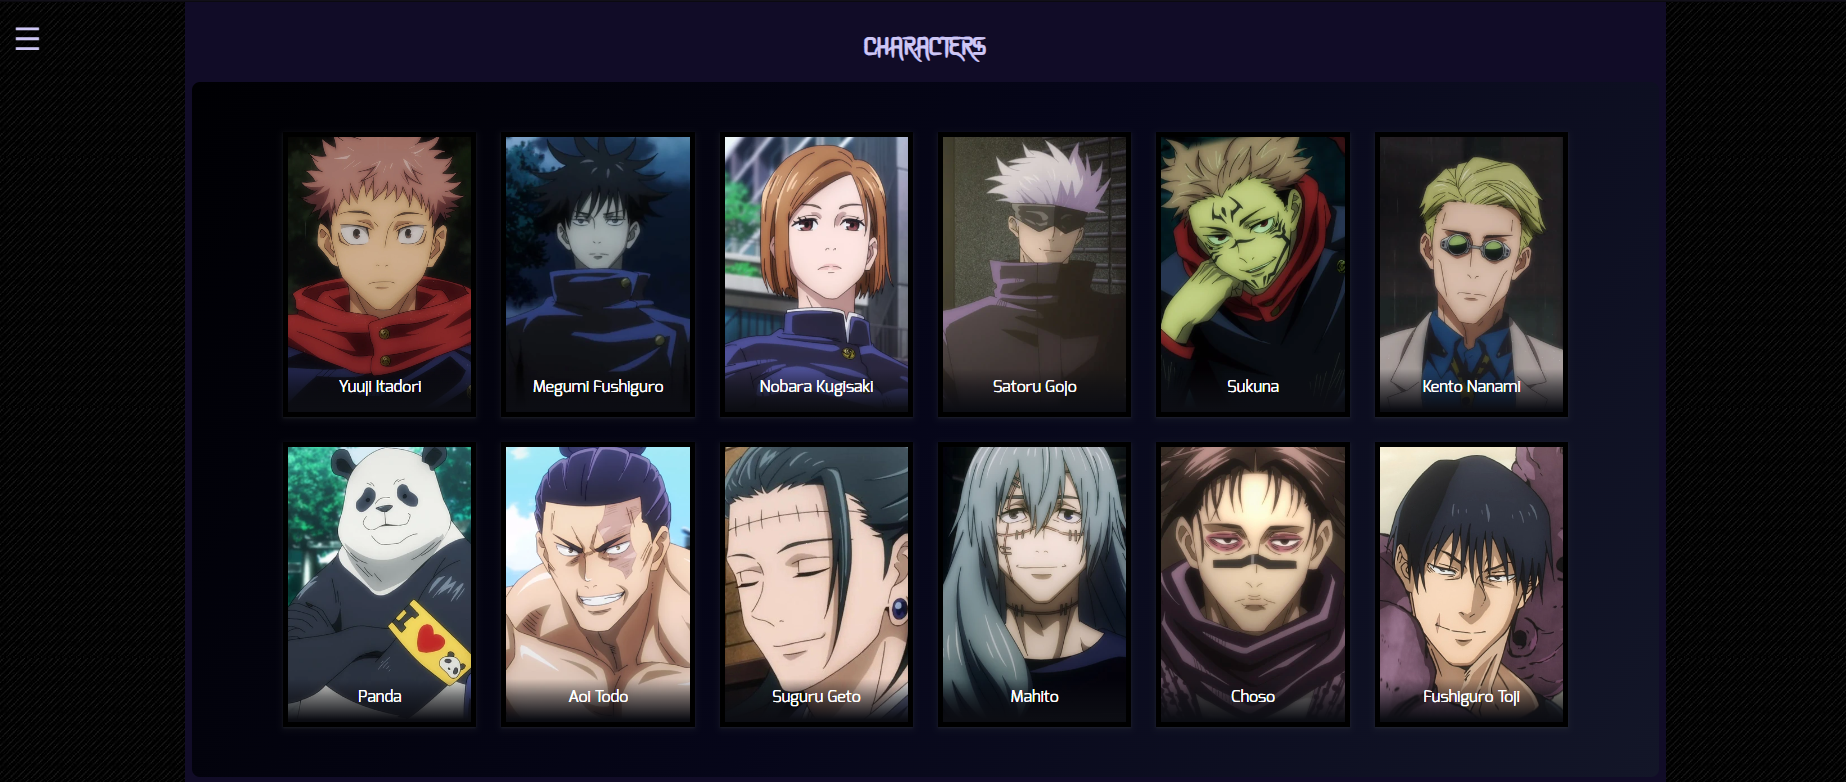 CHARACTERS
Yuuji Itadori
Megumi Fushiguro
Nobara Kugisaki
Satoru Gojo
Sukuna
Kento Nanami
Panda
Aoi Todo
Suguru Geto
Mahito
Choso
Fushiguro Toji